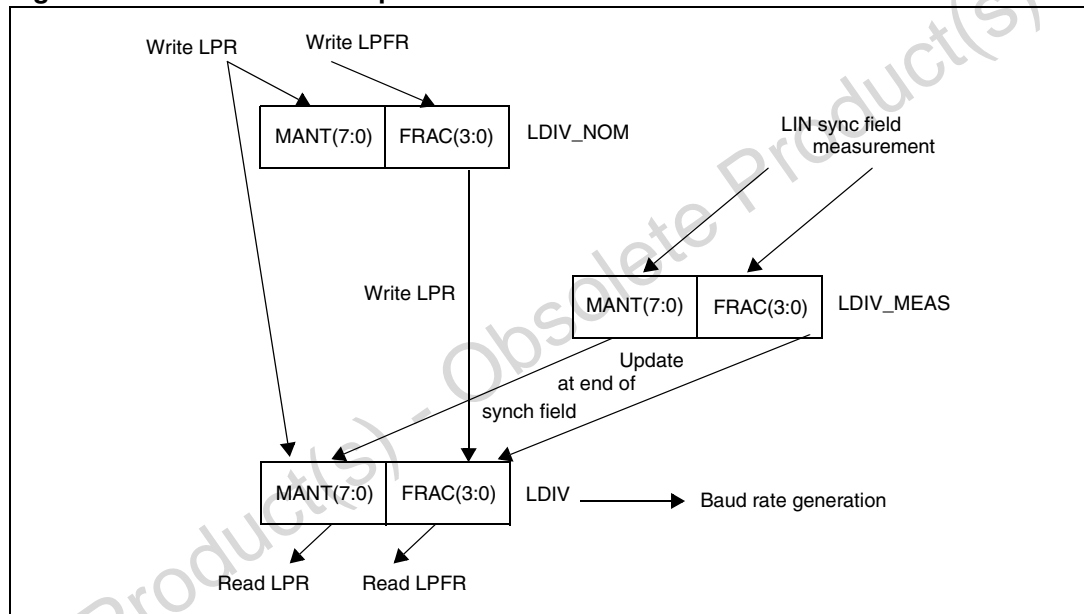 Write LPR
Write LPFR
MANT(7:0)
FRAC(3:0)
LDIV_NOM
LIN sync field
measurement
Write LPR
MANT(7:0)
FRAC(3:0)
LDIV_MEAS
Update
at end of
synch field
MANT(7:0)
FRAC(3:0)
LDIV
Baud rate generation
Read LPR
Read LPFR
Product(s) - Obsolete Product(s)